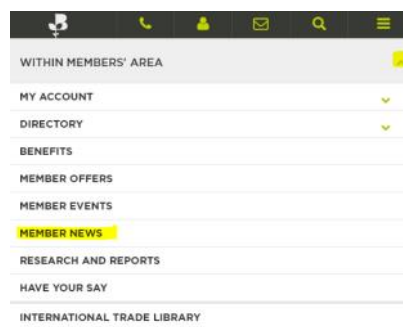 WITHIN MEMBERS' AREA
MY ACCOUNT
DIRECTORY
BENEFITS
MEMBER OFFERS
MEMBER EVENTS
MEMBER NEWS
RESEARCH AND REPORTS
HAVE YOUR SAY
INTERNATIONAL TRADE LIBRARY